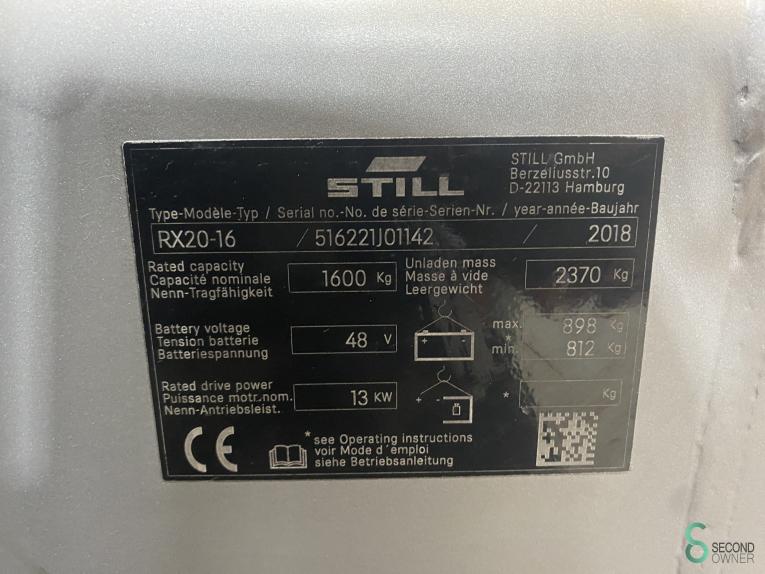 STILL
STILL GmbH
Berzeliusstr.10
D-22113 Hamburg
Type-Modèle-Typ / Serial no.-No. de série-Serien-Nr. / year-année-Baujahr
RX20-16 / 516221J01142 / 2018
Rated capacity
Capacité nominale
Nenn-Tragfähigkeit
1600 Kg
Unladen mass
Masse à vide
Leergewicht
2370 Kg
Battery voltage
Tension batterie
Batteriespannung
48 V
+ -
max. 898 Kg
*
min. 812 Kg
Rated drive power
Puissance motr.nom.
Nenn-Antriebsleist.
13 KW
+ -
* Kg
CE
*see Operating instructions
voir Mode d'emploi
siehe Betriebsanleitung
SECOND
OWNER